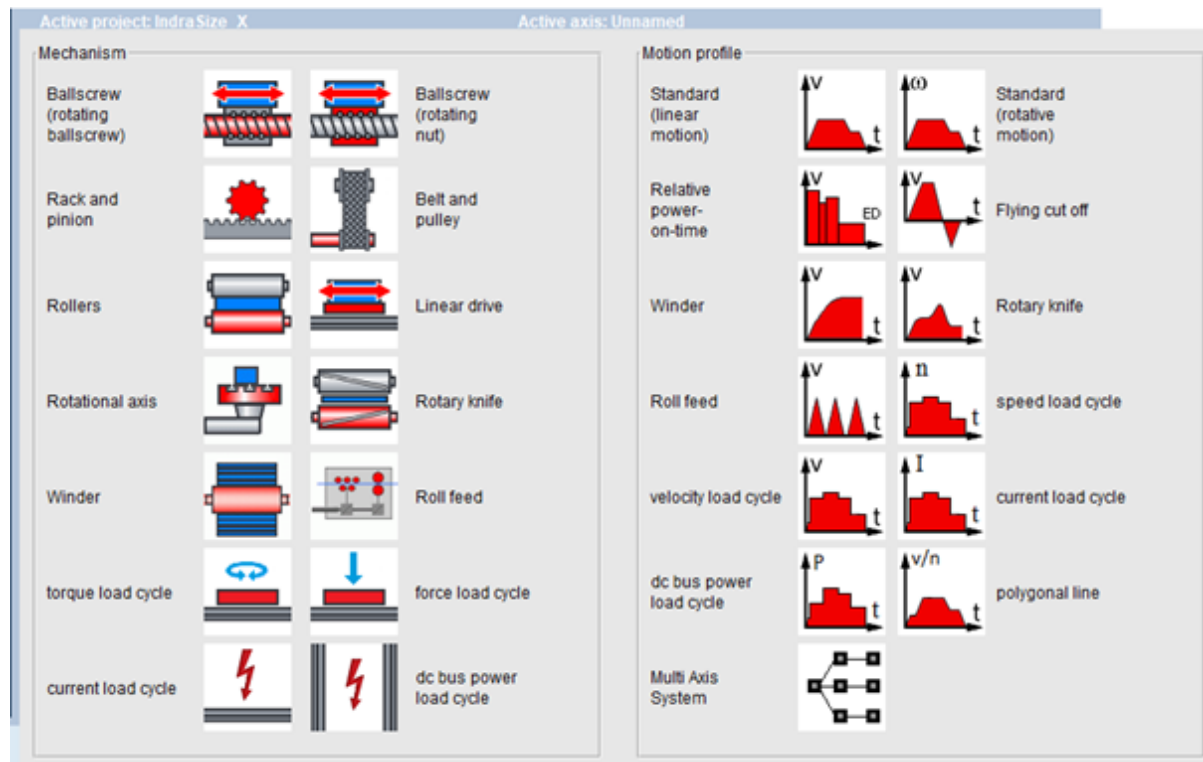 Active project: IndraSize_X
Active axis: Unnamed
Mechanism
Ballscrew
(rotating
ballscrew)
Ballscrew
(rotating
nut)
Rack and
pinion
Belt and
pulley
Rollers
Linear drive
Rotational axis
Rotary knife
Winder
Roll feed
torque load cycle
force load cycle
current load cycle
dc bus power
load cycle
Motion profile
Standard
(linear
motion)
v
t
ω
t
Standard
(rotative
motion)
Relative
power-
on-time
v
ED
v
t
Flying cut off
Winder
v
t
v
t
Rotary knife
Roll feed
v
t
n
t
speed load cycle
velocity load cycle
v
t
I
t
current load cycle
dc bus power
load cycle
P
t
v/n
t
polygonal line
Multi Axis
System